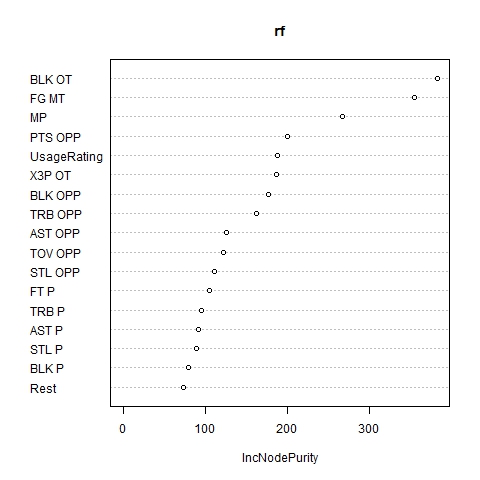 rf
BLK OT
FG MT
MP
PTS OPP
UsageRating
X3P OT
BLK OPP
TRB OPP
AST OPP
TOV OPP
STL OPP
FT P
TRB P
AST P
STL P
BLK P
Rest
0 100 200 300
IncNodePurity